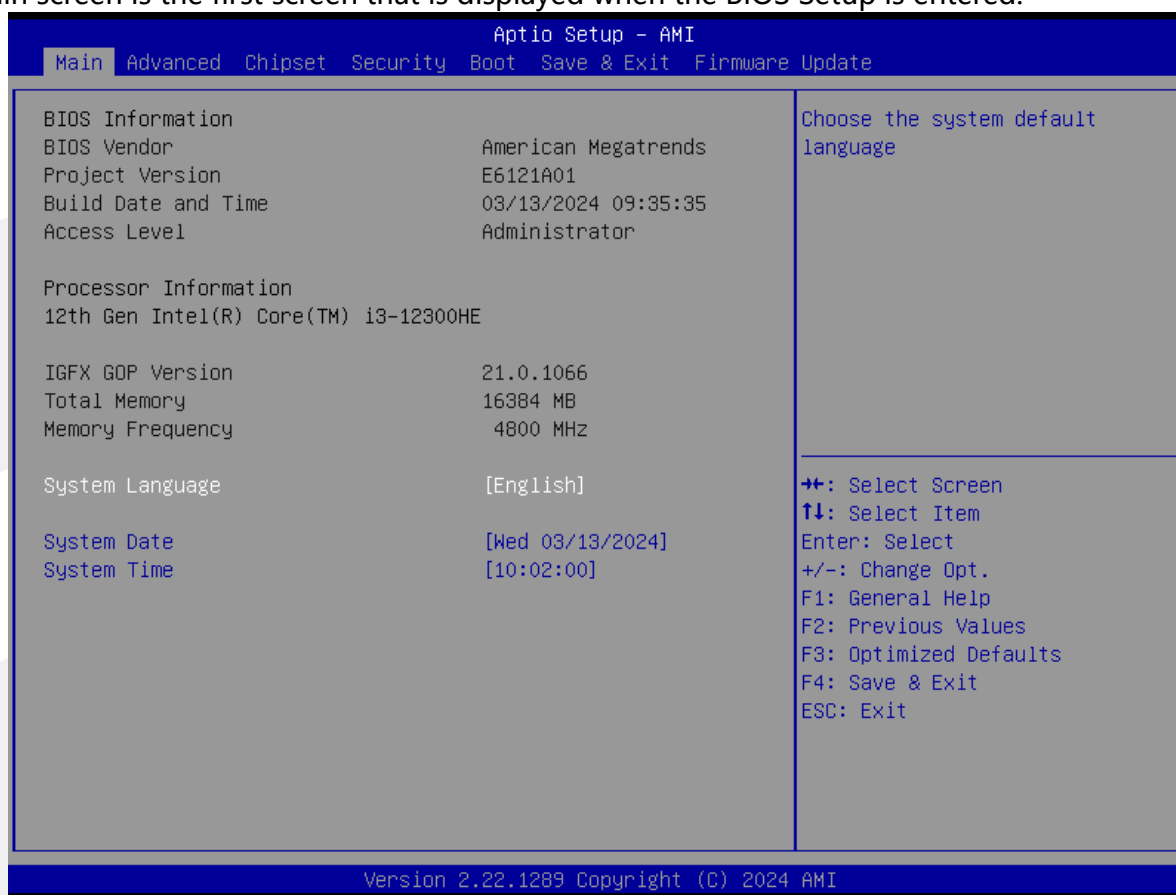 in screen is the first screen that is displayed when the BIOS Setup is entered.
Aptio Setup – AMI
Main Advanced Chipset Security Boot Save & Exit Firmware Update
BIOS Information
BIOS Vendor American Megatrends
Project Version E6121A01
Build Date and Time 03/13/2024 09:35:35
Access Level Administrator
Processor Information
12th Gen Intel(R) Core(TM) i3-12300HE
IGFX GOP Version 21.0.1066
Total Memory 16384 MB
Memory Frequency 4800 MHz
System Language [English]
System Date [Wed 03/13/2024]
System Time [10:02:00]
Choose the system default
language
→←: Select Screen
↑↓: Select Item
Enter: Select
+/-: Change Opt.
F1: General Help
F2: Previous Values
F3: Optimized Defaults
F4: Save & Exit
ESC: Exit
Version 2.22.1289 Copyright (C) 2024 AMI